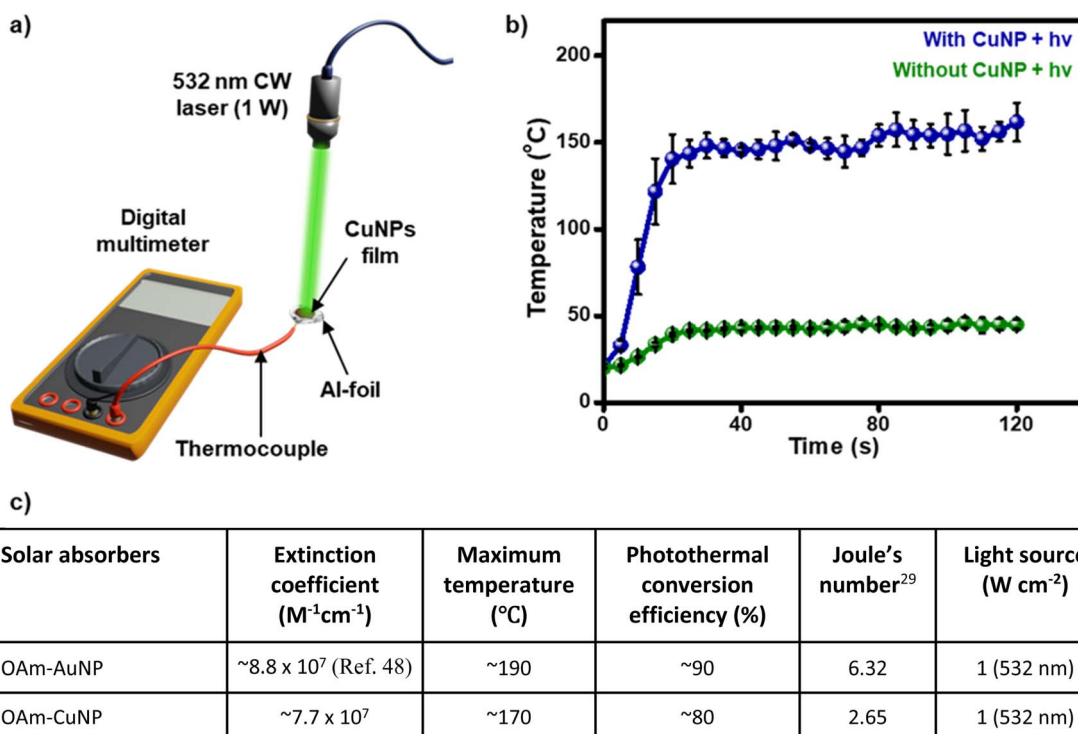 a)
532 nm CW
laser (1 W)
Digital
multimeter
CuNPs
film
Al-foil
Thermocouple
b)
With CuNP + hv
Without CuNP + hv
200
150
100
50
0
Temperature (°C)
0 40 80 120
Time (s)
c)
Solar absorbers
Extinction
coefficient
(M⁻¹cm⁻¹)
Maximum
temperature
(°C)
Photothermal
conversion
efficiency (%)
Joule's
number²⁹
Light source
(W cm⁻²)
OAm-AuNP ~8.8 x 10⁷ (Ref. 48) ~190 ~90 6.32 1 (532 nm)
OAm-CuNP ~7.7 x 10⁷ ~170 ~80 2.65 1 (532 nm)